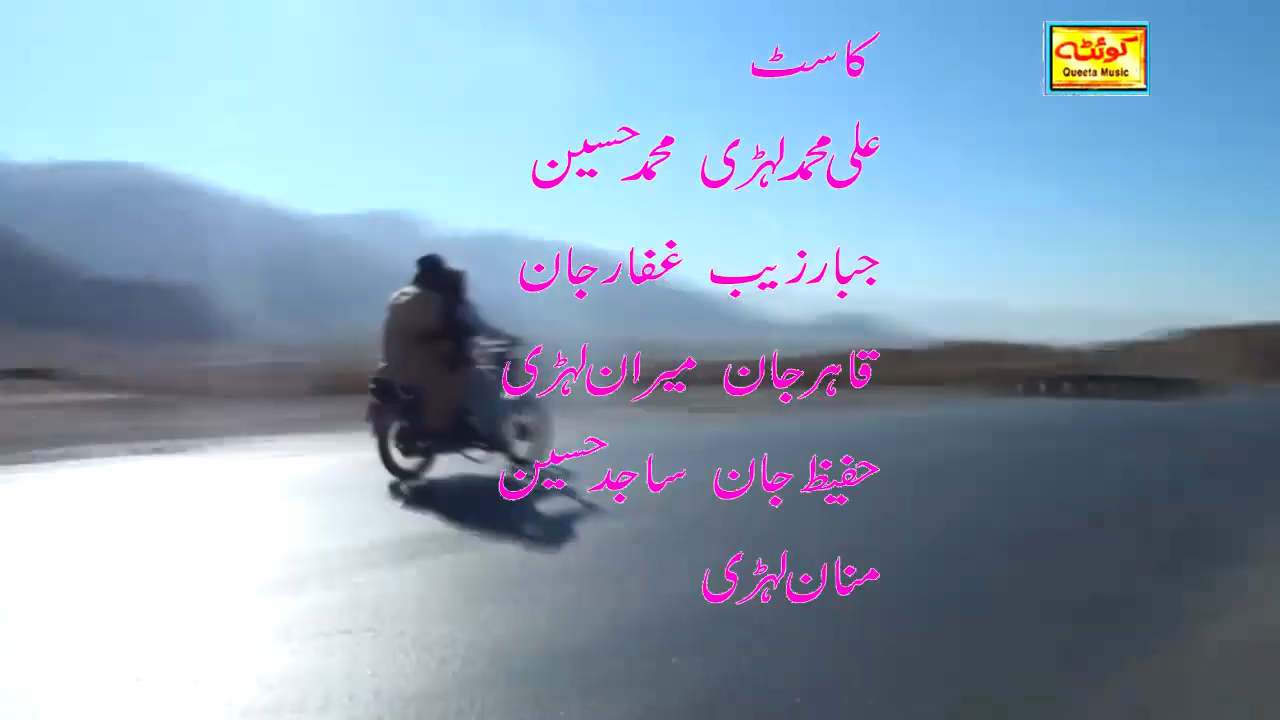 کاسٹ
کوئٹہ
Queeta Music
علی محمد لہڑی محمد حسین
جبار زیب غفار جان
قاہر جان میران لہڑی
حفیظ جان ساجد حسین
منان لہڑی